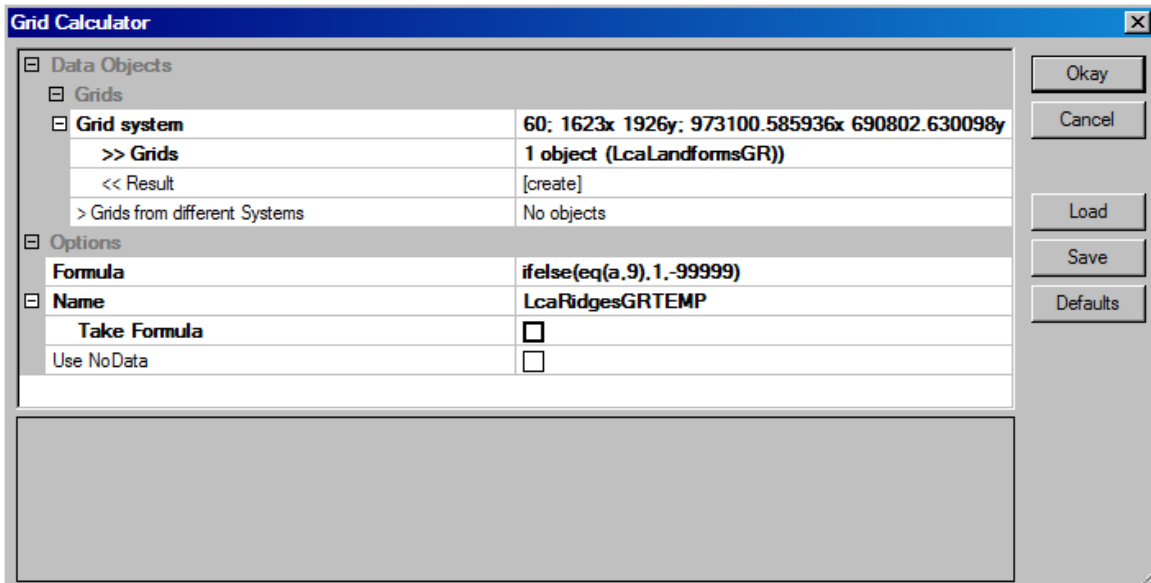 Grid Calculator
Data Objects
Grids
Grid system 60; 1623x 1926y; 973100.585936x 690802.630098y
>> Grids 1 object (LcaLandformsGR))
<< Result [create]
> Grids from different Systems No objects
Options
Formula ifelse(eq(a,9),1,-99999)
Name LcaRidgesGRTEMP
Take Formula
Use NoData
Okay
Cancel
Load
Save
Defaults